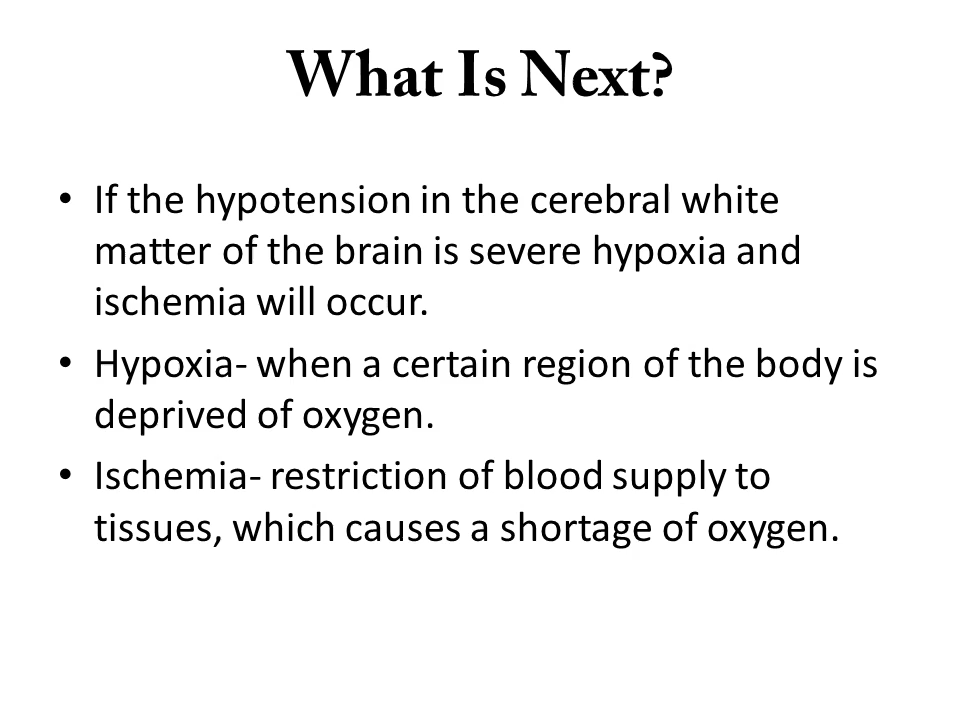 What Is Next?
• If the hypotension in the cerebral white
matter of the brain is severe hypoxia and
ischemia will occur.
• Hypoxia- when a certain region of the body is
deprived of oxygen.
• Ischemia- restriction of blood supply to
tissues, which causes a shortage of oxygen.